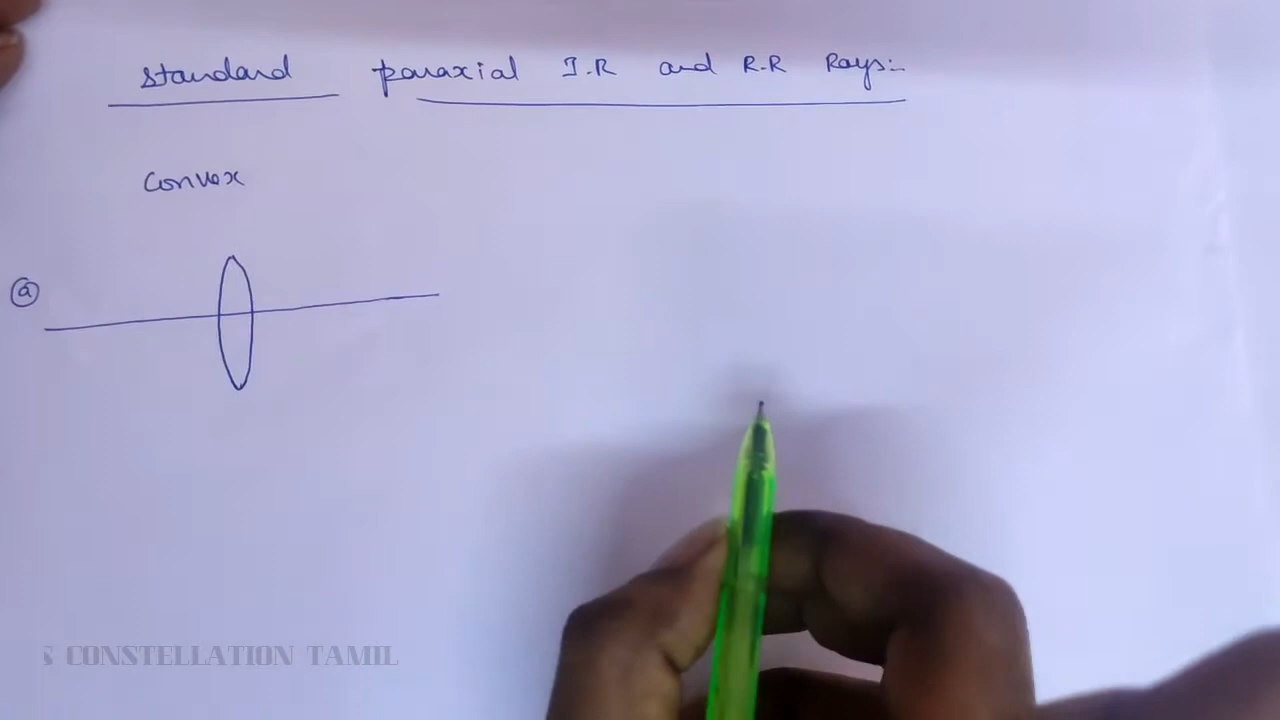 standard paraxial I.R and R.R Rays:-
convex
a
S CONSTELLATION TAMIL